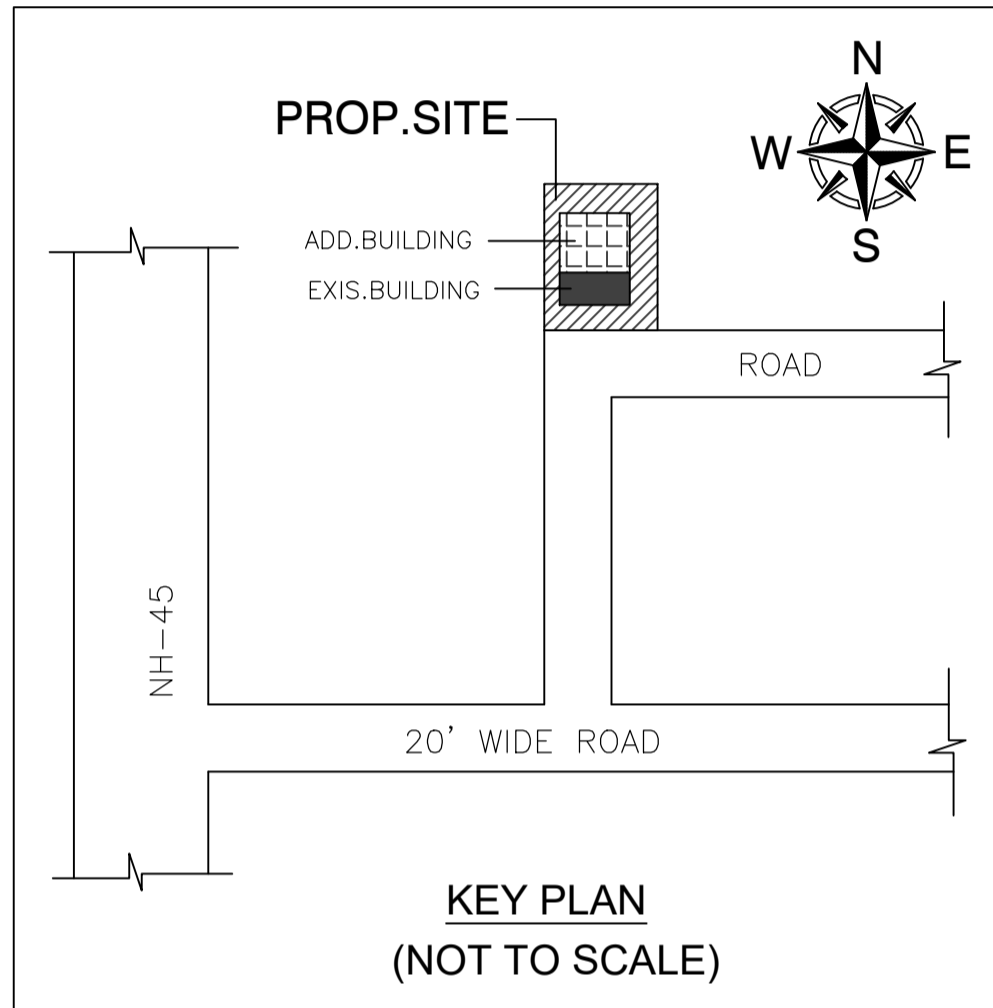 N
PROP.SITE
W E
S
ADD.BUILDING
EXIS.BUILDING
ROAD
NH-45
20' WIDE ROAD
KEY PLAN
(NOT TO SCALE)